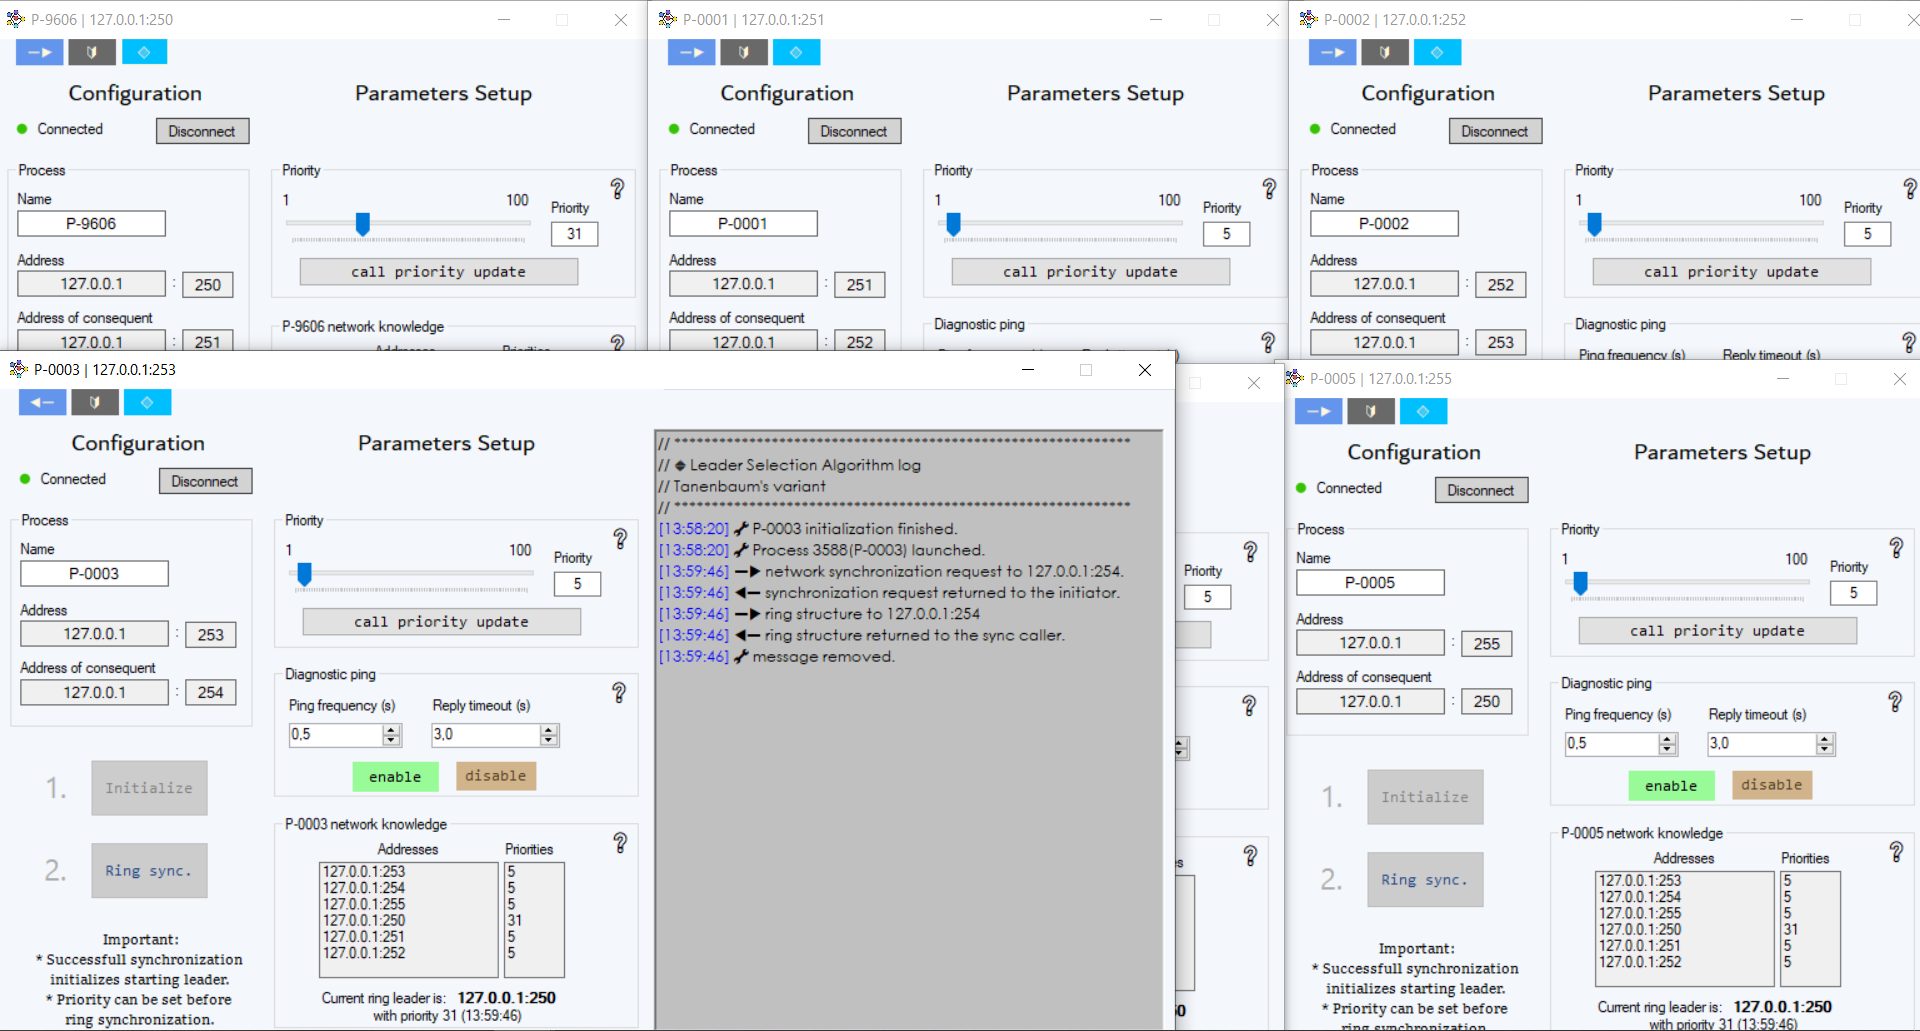 P-9606 | 127.0.0.1:250
Configuration
Parameters Setup
Connected
Disconnect
Process
Name
P-9606
Address
127.0.0.1 : 250
Address of consequent
127.0.0.1 : 251
Priority
1 100
Priority
31
call priority update
P-9606 network knowledge
P-0001 | 127.0.0.1:251
Configuration
Parameters Setup
Connected
Disconnect
Process
Name
P-0001
Address
127.0.0.1 : 251
Address of consequent
127.0.0.1 : 252
Priority
1 100
Priority
5
call priority update
Diagnostic ping
P-0002 | 127.0.0.1:252
Configuration
Parameters Setup
Connected
Disconnect
Process
Name
P-0002
Address
127.0.0.1 : 252
Address of consequent
127.0.0.1 : 253
Priority
1 100
Priority
5
call priority update
Diagnostic ping
Ping frequency (s) Reply timeout (s)
P-0003 | 127.0.0.1:253
Configuration
Parameters Setup
Connected
Disconnect
Process
Name
P-0003
Address
127.0.0.1 : 253
Address of consequent
127.0.0.1 : 254
1. Initialize
2. Ring sync.
Important:
* Successfull synchronization
initializes starting leader.
* Priority can be set before
ring synchronization.
Priority
1 100
Priority
5
call priority update
Diagnostic ping
Ping frequency (s) Reply timeout (s)
0,5 3,0
enable disable
P-0003 network knowledge
Addresses Priorities
127.0.0.1:253 5
127.0.0.1:254 5
127.0.0.1:255 5
127.0.0.1:250 31
127.0.0.1:251 5
127.0.0.1:252 5
Current ring leader is: 127.0.0.1:250
with priority 31 (13:59:46)
// *************************************************************
// ◆ Leader Selection Algorithm log
// Tanenbaum's variant
// *************************************************************
[13:58:20] P-0003 initialization finished.
[13:58:20] Process 3588(P-0003) launched.
[13:59:46] —► network synchronization request to 127.0.0.1:254.
[13:59:46] ◄— synchronization request returned to the initiator.
[13:59:46] —► ring structure to 127.0.0.1:254
[13:59:46] ◄— ring structure returned to the sync caller.
[13:59:46] message removed.
Priority
5
P-0005 | 127.0.0.1:255
Configuration
Parameters Setup
Connected
Disconnect
Process
Name
P-0005
Address
127.0.0.1 : 255
Address of consequent
127.0.0.1 : 250
1. Initialize
2. Ring sync.
Important:
* Successfull synchronization
initializes starting leader.
* Priority can be set before
ring synchronization.
Priority
1 100
Priority
5
call priority update
Diagnostic ping
Ping frequency (s) Reply timeout (s)
0,5 3,0
enable disable
P-0005 network knowledge
Addresses Priorities
127.0.0.1:253 5
127.0.0.1:254 5
127.0.0.1:255 5
127.0.0.1:250 31
127.0.0.1:251 5
127.0.0.1:252 5
Current ring leader is: 127.0.0.1:250
with priority 31 (13:59:46)